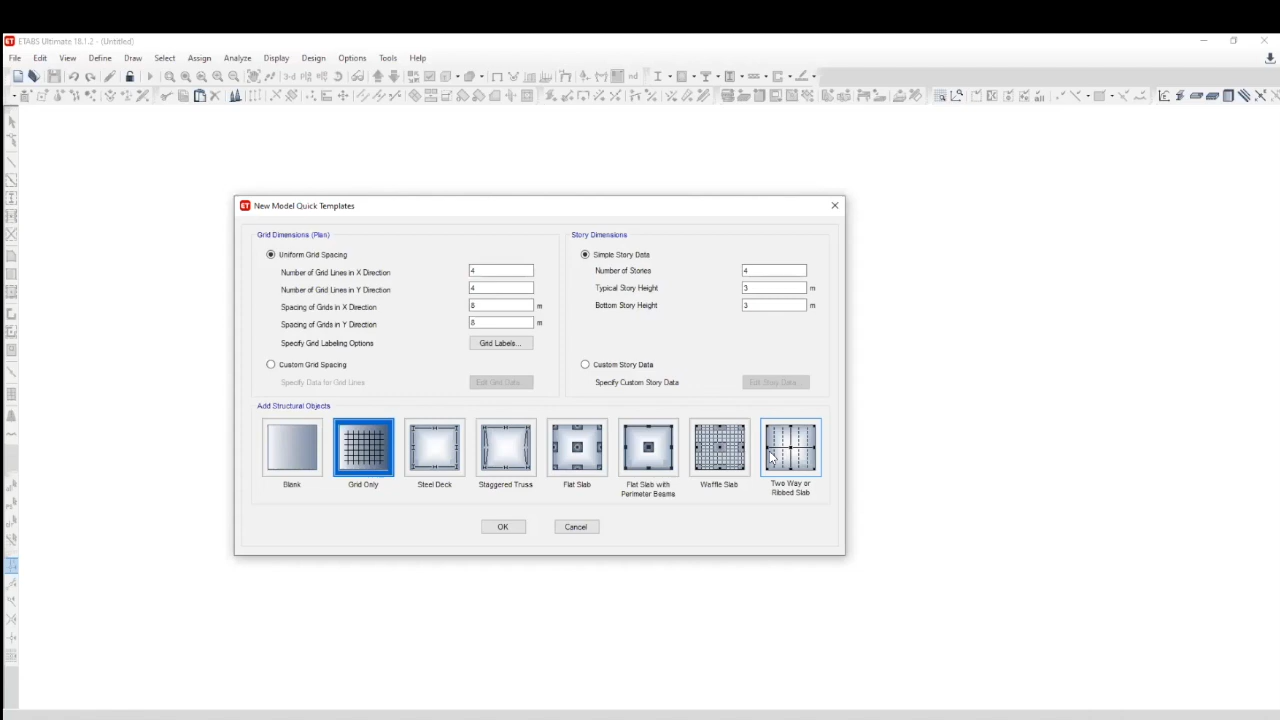 ETABS Ultimate 18.1.2 - (Untitled)
File Edit View Define Draw Select Assign Analyze Display Design Options Tools Help
3-d
nd
all
ET New Model Quick Templates
Grid Dimensions (Plan)
Uniform Grid Spacing
Number of Grid Lines in X Direction 4
Number of Grid Lines in Y Direction 4
Spacing of Grids in X Direction 8 m
Spacing of Grids in Y Direction 8 m
Specify Grid Labeling Options Grid Labels...
Custom Grid Spacing
Specify Data for Grid Lines Edit Grid Data...
Story Dimensions
Simple Story Data
Number of Stories 4
Typical Story Height 3 m
Bottom Story Height 3 m
Custom Story Data
Specify Custom Story Data Edit Story Data...
Add Structural Objects
Blank
Grid Only
Steel Deck
Staggered Truss
Flat Slab
Flat Slab with
Perimeter Beams
Waffle Slab
Two Way or
Ribbed Slab
OK Cancel